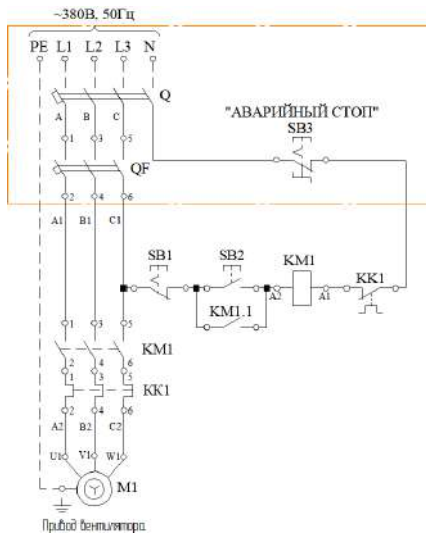 ~380В, 50Гц
PE L1 L2 L3 N
Q
A B C
1 3 5
"АВАРИЙНЫЙ СТОП"
SB3
QF
2 4 6
A1 B1 C1
SB1 SB2 KM1 KK1
A2 A1
KM1.1
1 3 5
KM1
2 4 6
1 3 5
KK1
2 4 6
A2 B2 C2
U1 V1 W1
M1
Привод вентилятора